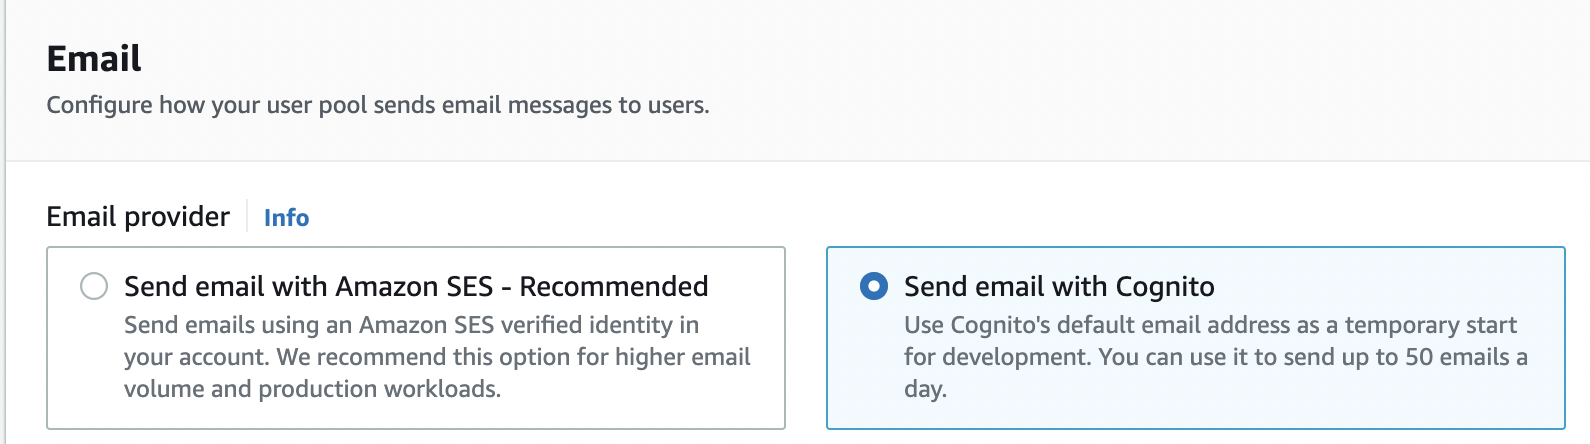 Email
Configure how your user pool sends email messages to users.
Email provider
Info
Send email with Amazon SES - Recommended
Send emails using an Amazon SES verified identity in
your account. We recommend this option for higher email
volume and production workloads.
Send email with Cognito
Use Cognito's default email address as a temporary start
for development. You can use it to send up to 50 emails a
day.